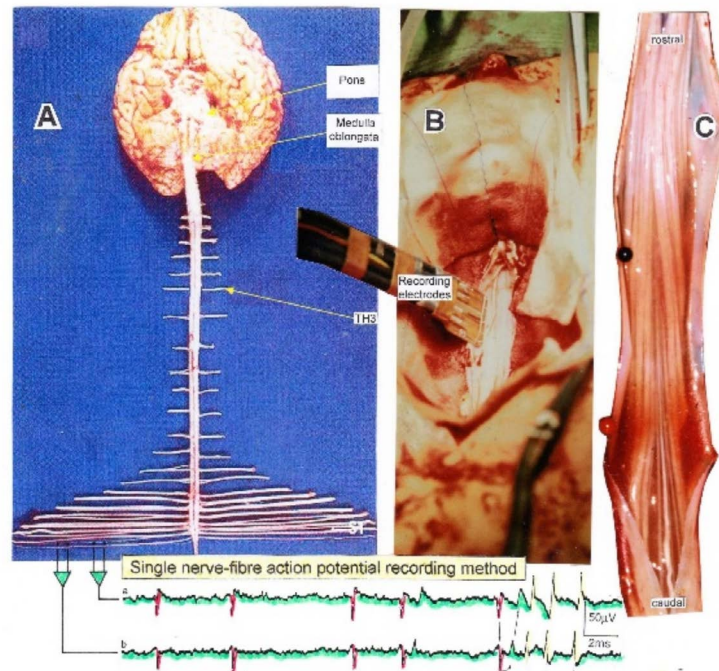 A
Pons
Medulla
oblongata
TH3
S1
B
Recording
electrodes
rostral
C
caudal
Single nerve-fibre action potential recording method
a
50µV
b
2ms